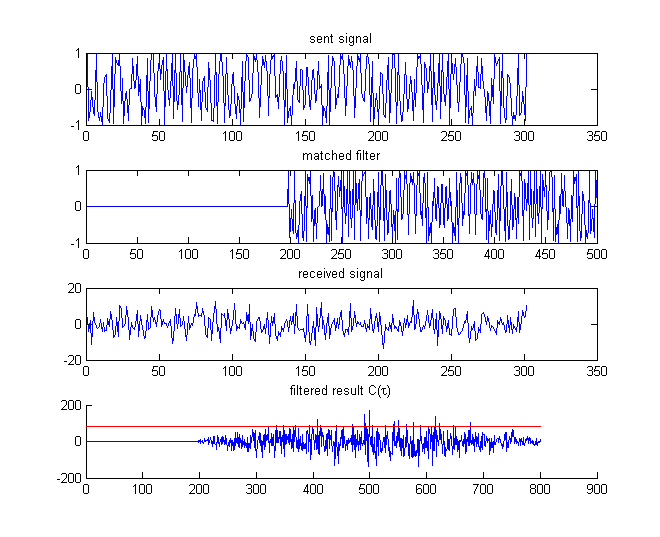 sent signal
1
0
-1
0 50 100 150 200 250 300 350
matched filter
1
0
-1
0 50 100 150 200 250 300 350 400 450 500
received signal
20
0
-20
0 50 100 150 200 250 300 350
filtered result C(τ)
200
0
-200
0 100 200 300 400 500 600 700 800 900